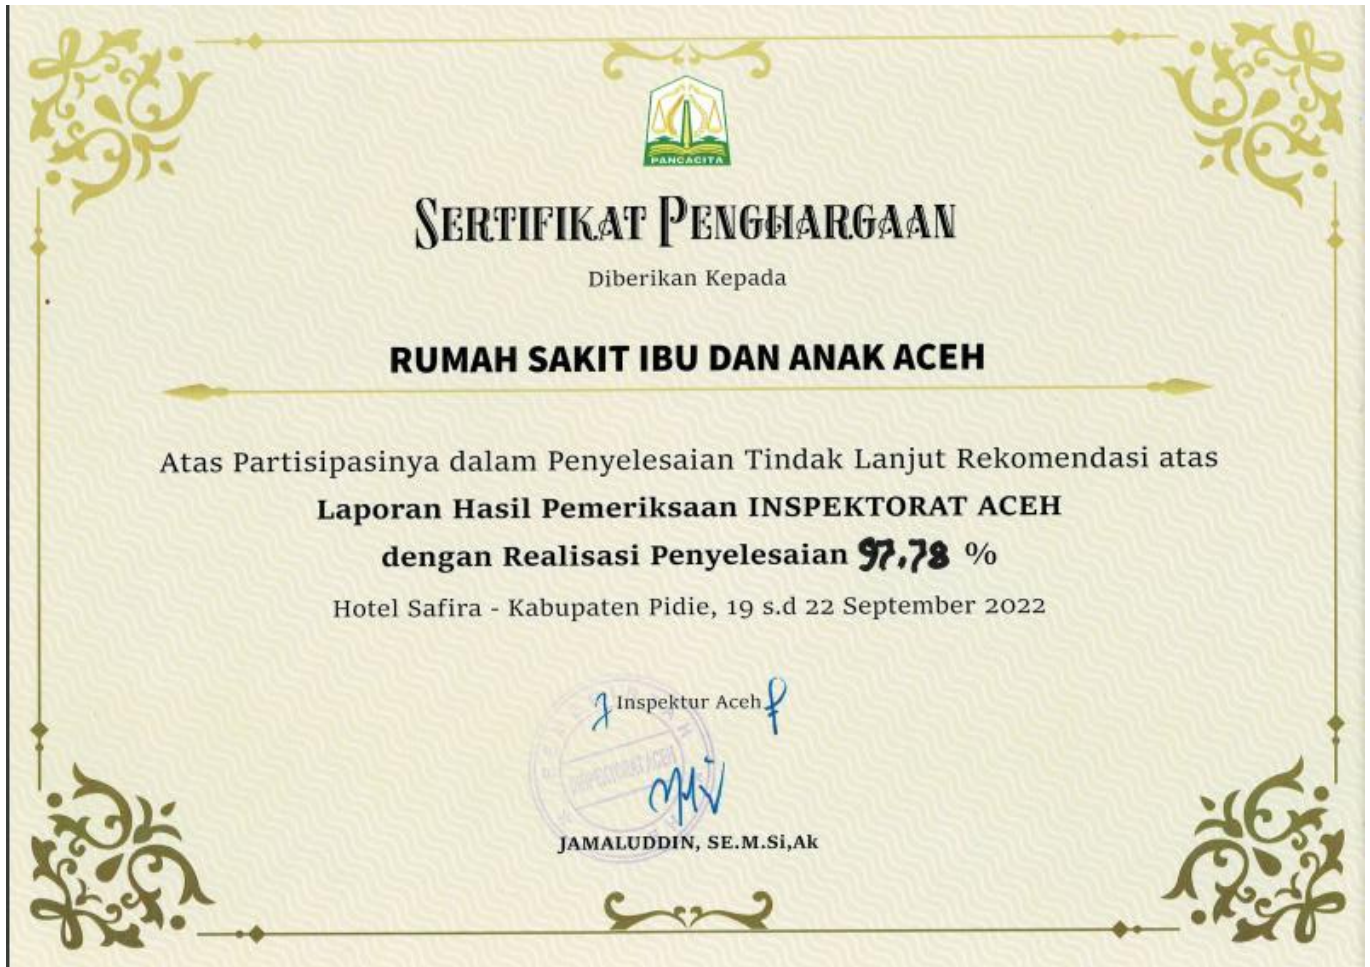 PANCACITA
SERTIFIKAT PENGHARGAAN
Diberikan Kepada
RUMAH SAKIT IBU DAN ANAK ACEH
Atas Partisipasinya dalam Penyelesaian Tindak Lanjut Rekomendasi atas
Laporan Hasil Pemeriksaan INSPEKTORAT ACEH
dengan Realisasi Penyelesaian 97,78 %
Hotel Safira - Kabupaten Pidie, 19 s.d 22 September 2022
Inspektur Aceh
INSPEKTORAT ACEH
JAMALUDDIN, SE.M.Si,Ak